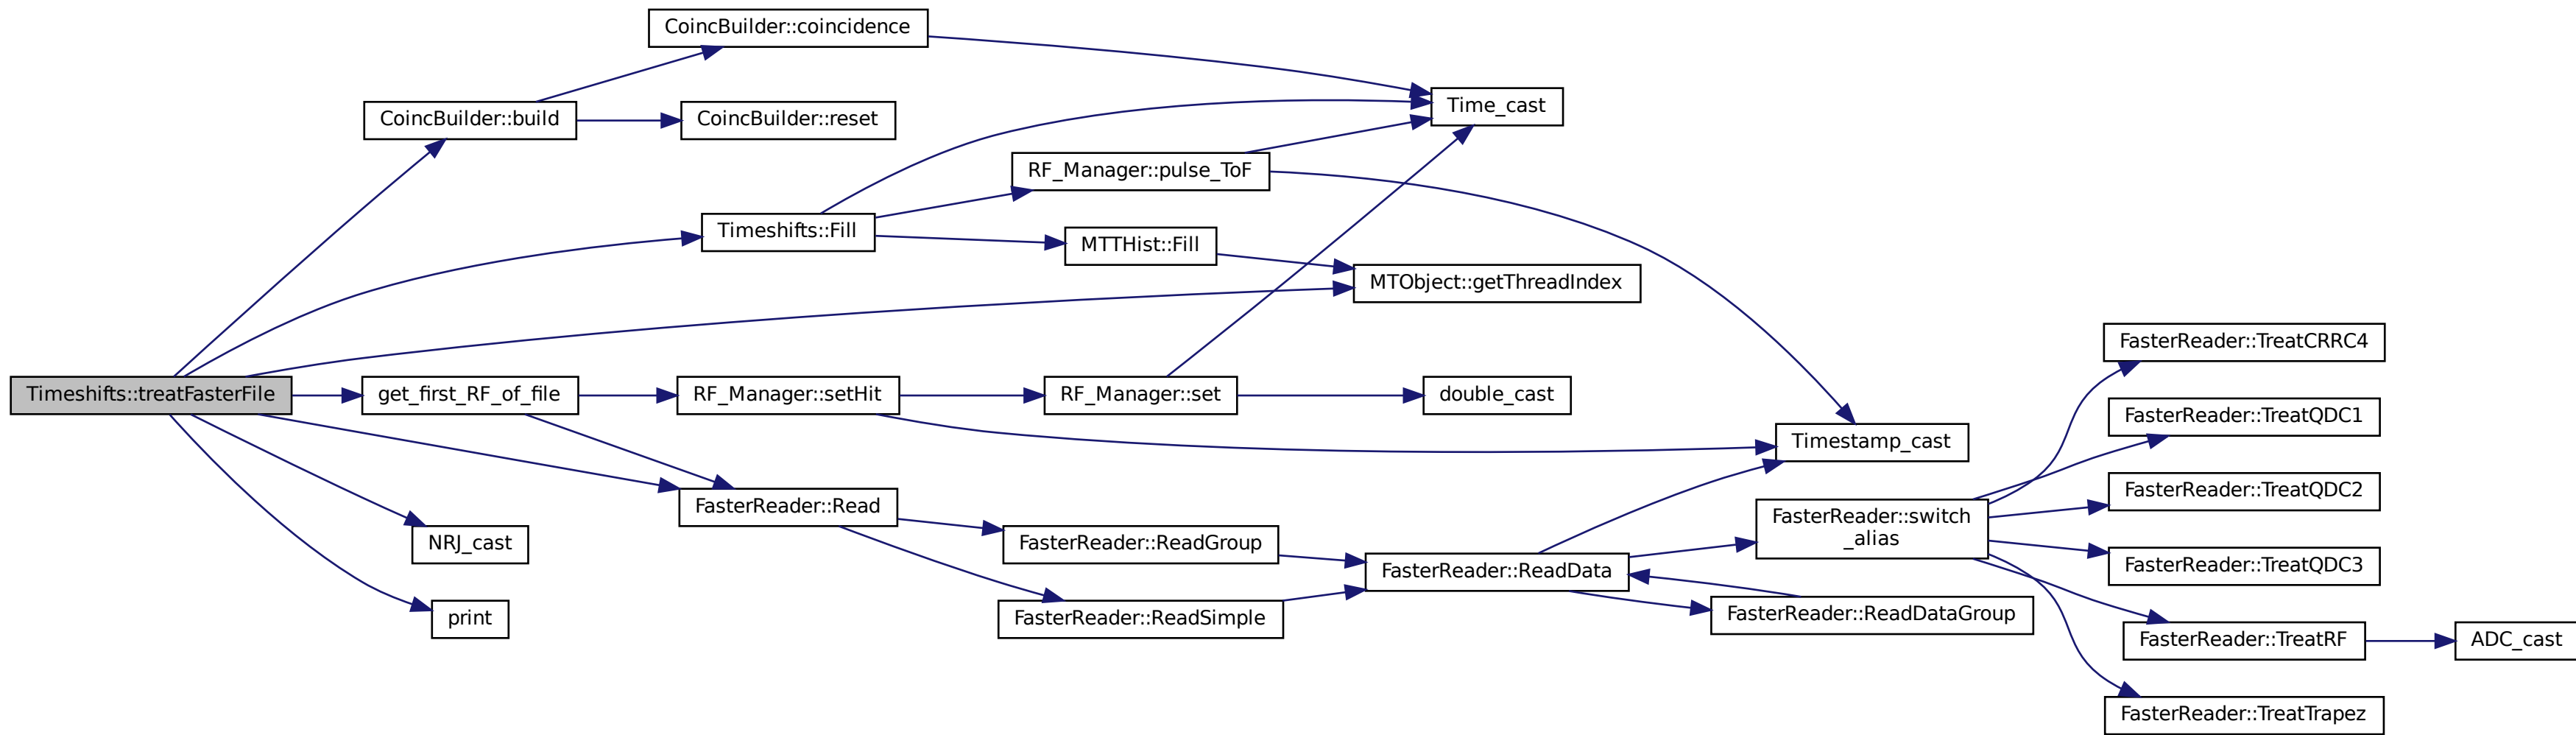 CoincBuilder::coincidence
CoincBuilder::build
CoincBuilder::reset
Time_cast
RF_Manager::pulse_ToF
Timeshifts::Fill
MTTHist::Fill
MTObject::getThreadIndex
Timeshifts::treatFasterFile
get_first_RF_of_file
RF_Manager::setHit
RF_Manager::set
double_cast
Timestamp_cast
FasterReader::Read
NRJ_cast
print
FasterReader::ReadGroup
FasterReader::ReadSimple
FasterReader::ReadData
FasterReader::switch
_alias
FasterReader::ReadDataGroup
FasterReader::TreatCRRC4
FasterReader::TreatQDC1
FasterReader::TreatQDC2
FasterReader::TreatQDC3
FasterReader::TreatRF
ADC_cast
FasterReader::TreatTrapez